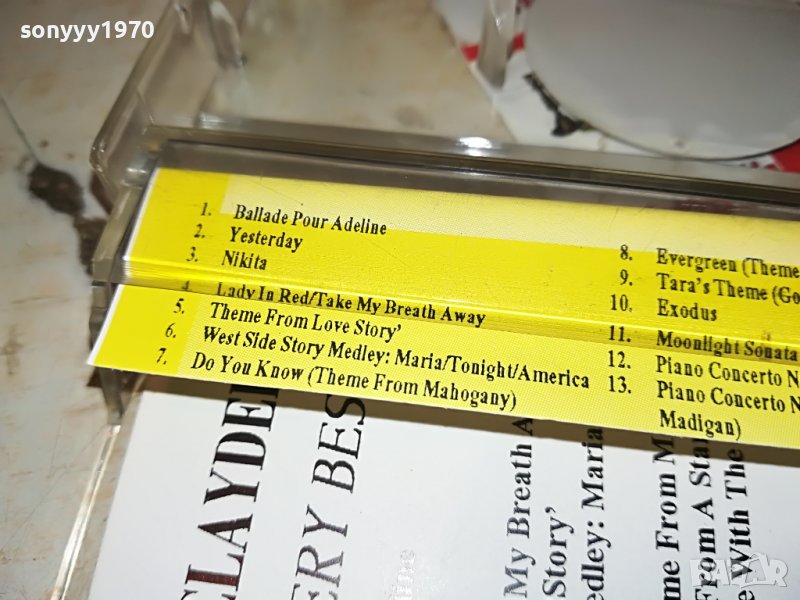 sonyyy1970
1. Ballade Pour Adeline
2. Yesterday
3. Nikita
4 Lady In Red/Take My Breath Away
5. Theme From Love Story'
6. West Side Story Medley: Maria/Tonight/America
7. Do You Know (Theme From Mahogany)
8. Evergreen (Theme
9. Tara's Theme (Go
10. Exodus
11. Moonlight Sonata
12. Piano Concerto N
13. Piano Concerto N
Madigan)
CLAYDE
ERY BES
ine
My Breath A
Story'
edley: Maria
me From M
From A Sta
With The
BAZAR